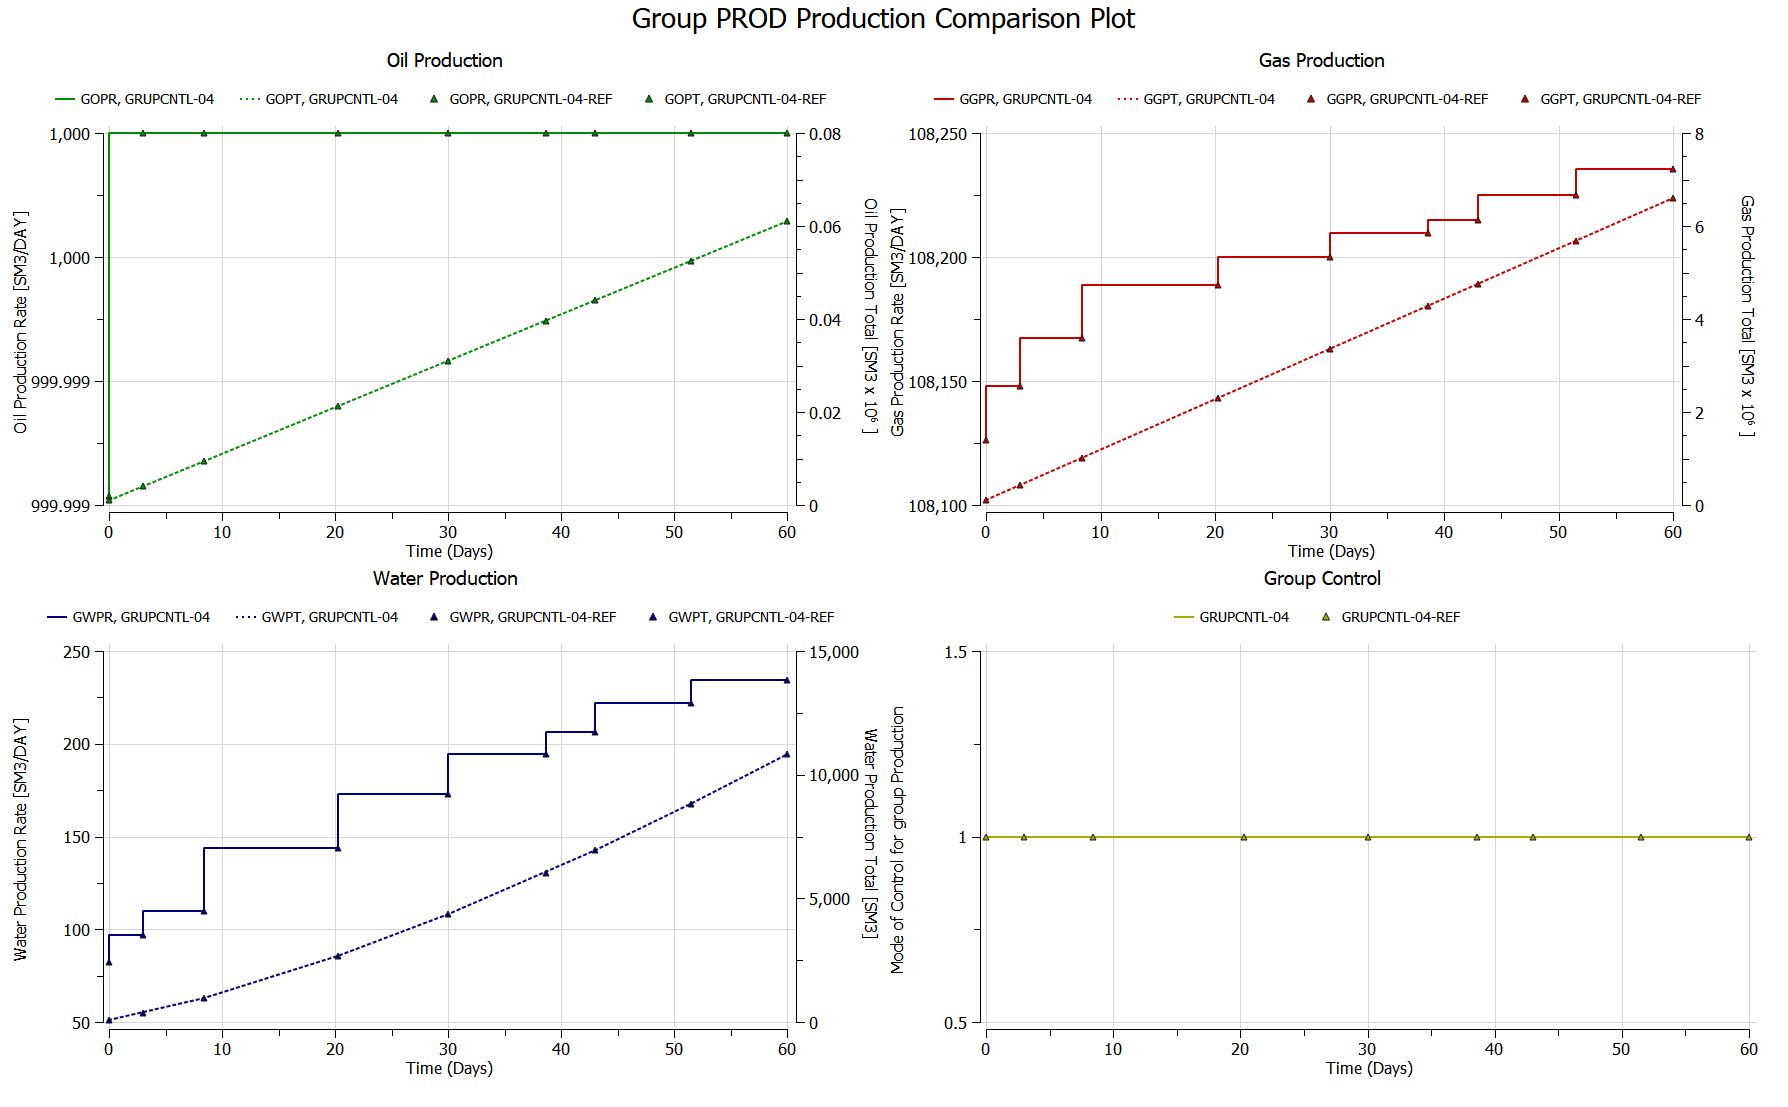 Group PROD Production Comparison Plot
Oil Production
GOPR, GRUPCNTL-04 GOPT, GRUPCNTL-04 GOPR, GRUPCNTL-04-REF GOPT, GRUPCNTL-04-REF
1,000
1,000
999.999
999.999
Oil Production Rate [SM3/DAY]
0.08
0.06
0.04
0.02
0
Oil Production Total [SM3 x 10⁶ ]
0 10 20 30 40 50 60
Time (Days)
Gas Production
GGPR, GRUPCNTL-04 GGPT, GRUPCNTL-04 GGPR, GRUPCNTL-04-REF GGPT, GRUPCNTL-04-REF
108,250
108,200
108,150
108,100
Gas Production Rate [SM3/DAY]
8
6
4
2
0
Gas Production Total [SM3 x 10⁶ ]
0 10 20 30 40 50 60
Time (Days)
Water Production
GWPR, GRUPCNTL-04 GWPT, GRUPCNTL-04 GWPR, GRUPCNTL-04-REF GWPT, GRUPCNTL-04-REF
250
200
150
100
50
Water Production Rate [SM3/DAY]
15,000
10,000
5,000
0
Water Production Total [SM3]
0 10 20 30 40 50 60
Time (Days)
Group Control
GRUPCNTL-04 GRUPCNTL-04-REF
1.5
1
0.5
Mode of Control for group Production
0 10 20 30 40 50 60
Time (Days)